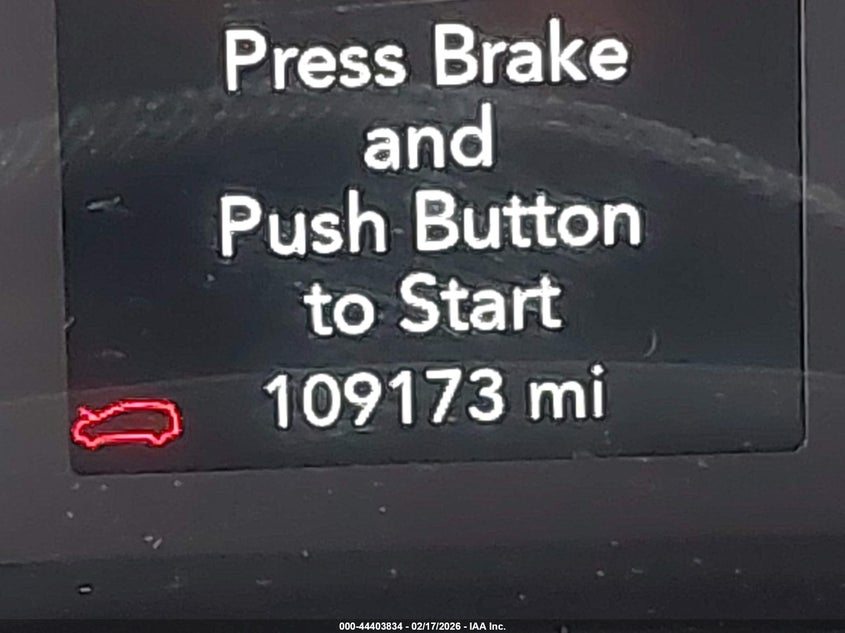 Press Brake
and
Push Button
to Start
109173 mi
000-44403834 - 02/17/2026 - IAA Inc.